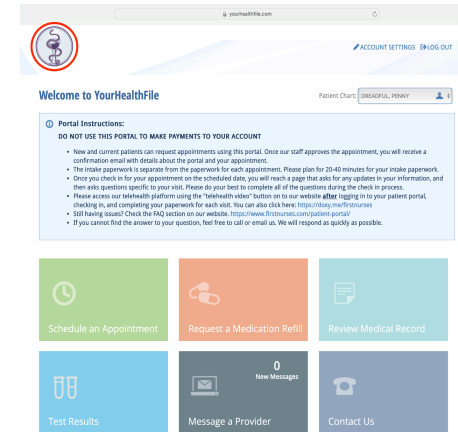 yourhealthfile.com
ACCOUNT SETTINGS LOG OUT
Welcome to YourHealthFile
Patient Chart: DREADFUL, PENNY
Portal Instructions:
DO NOT USE THIS PORTAL TO MAKE PAYMENTS TO YOUR ACCOUNT
• New and current patients can request appointments using this portal. Once our staff approves the appointment, you will receive a
confirmation email with details about the portal and your appointment.
• The intake paperwork is separate from the paperwork for each appointment. Please plan for 20-40 minutes for your intake paperwork.
• Once you check in for your appointment on the scheduled date, you will reach a page that asks for any updates in your information, and
then asks questions specific to your visit. Please do your best to complete all of the questions during the check in process.
• Please access our telehealth platform using the "telehealth video" button on to our website after logging in to your patient portal,
checking in, and completing your paperwork for each visit. You can also click here: https://doxy.me/firstnurses
• Still having issues? Check the FAQ section on our website. https://www.firstnurses.com/patient-portal/
• If you cannot find the answer to your question, feel free to call or email us. We will respond as quickly as possible.
Schedule an Appointment
Request a Medication Refill
Review Medical Record
Test Results
0
New Messages
Message a Provider
Contact Us